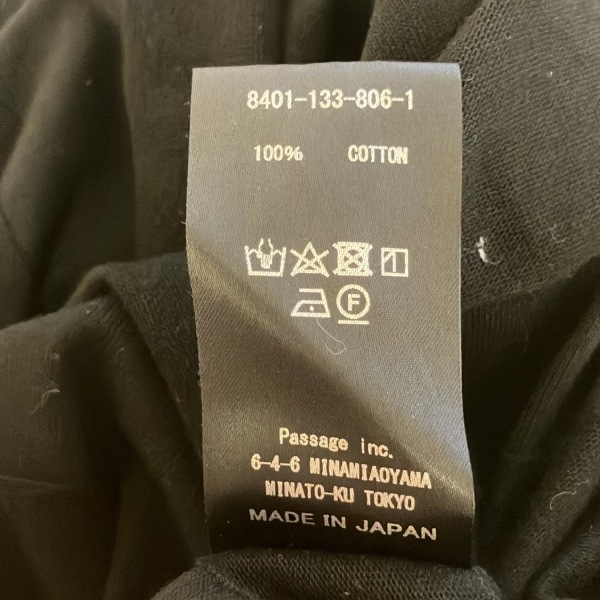 8401-133-806-1
100% COTTON
F
Passage inc.
6-4-6 MINAMIAOYAMA
MINATO-KU TOKYO
MADE IN JAPAN